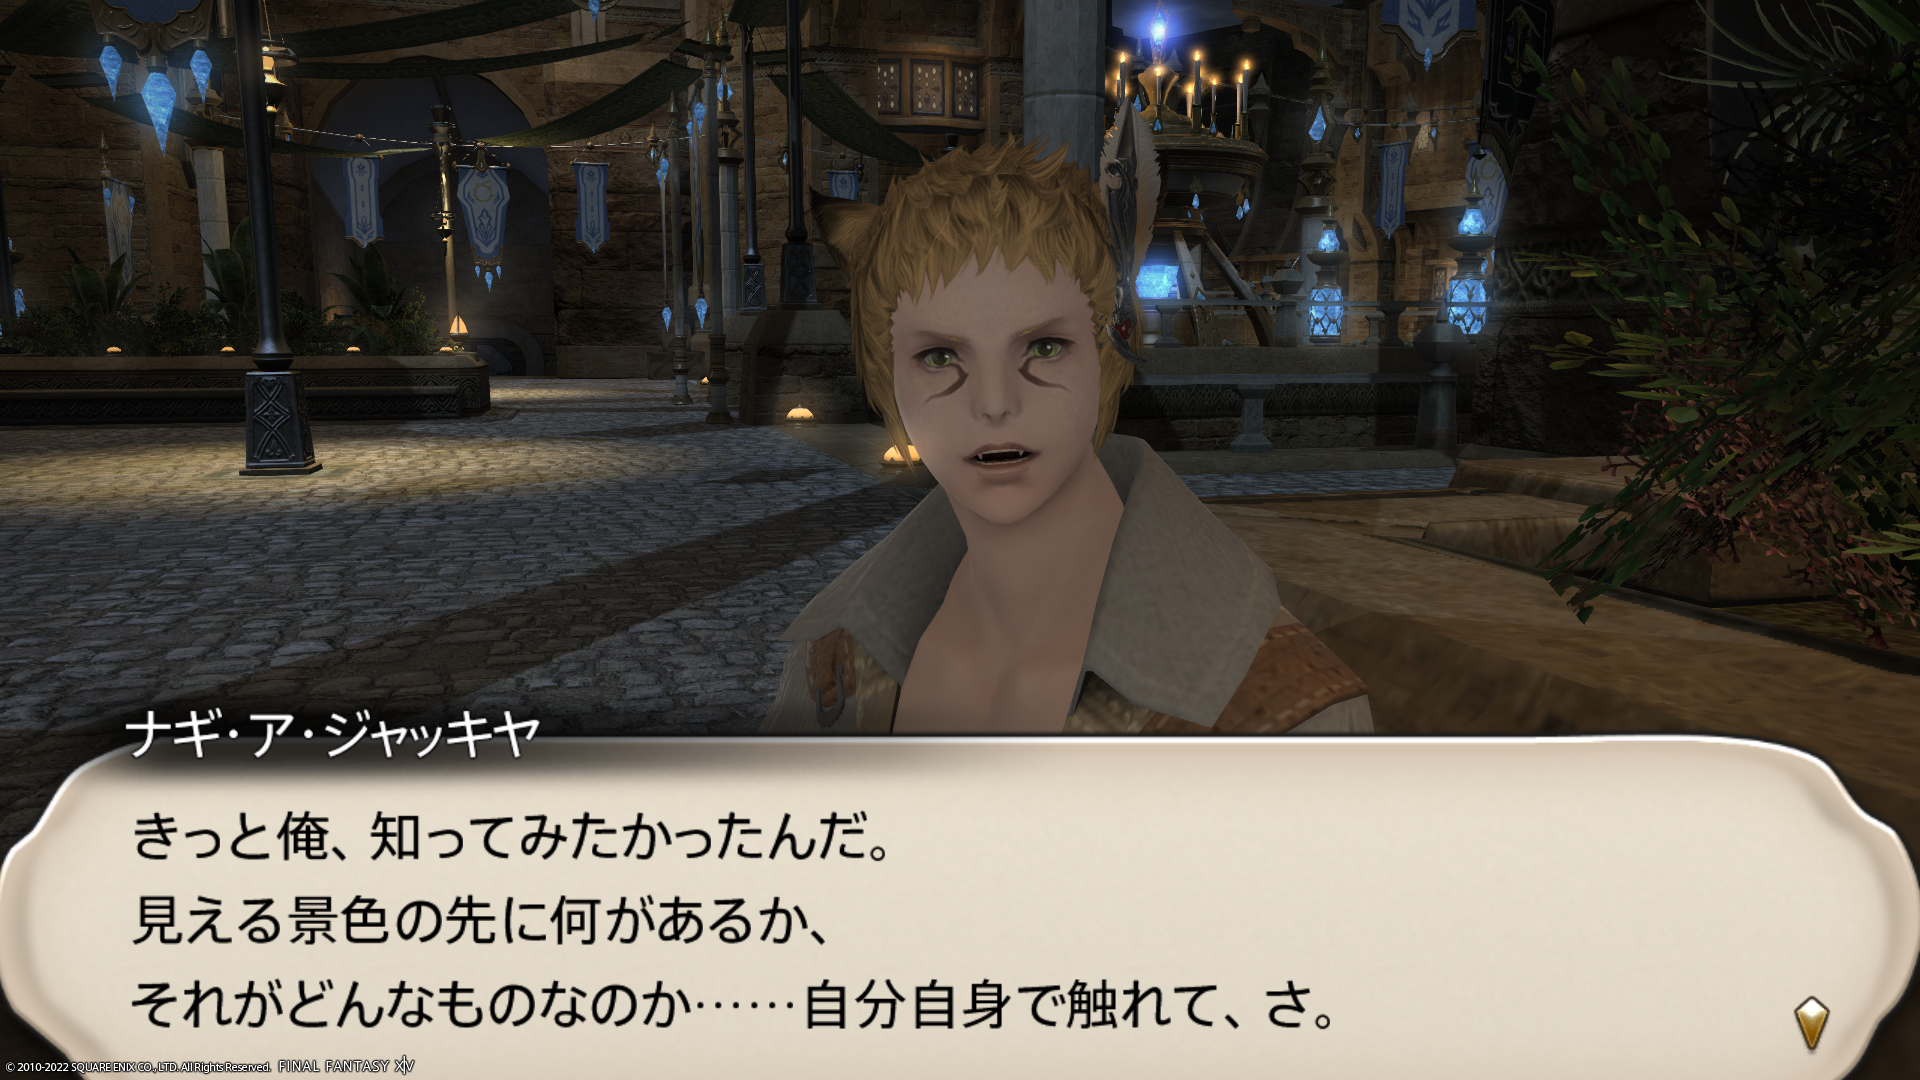 ナギ・ア・ジャッキヤ
きっと俺、知ってみたかったんだ。
見える景色の先に何があるか、
それがどんなものなのか……自分自身で触れて、さ。
© 2010-2022 SQUARE ENIX CO., LTD. All Rights Reserved. FINAL FANTASY XIV